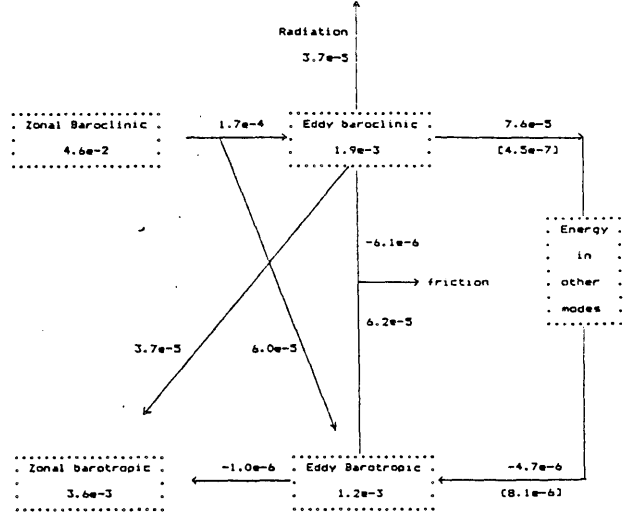 Radiation
3.7e-5
Zonal Baroclinic
4.6e-2
1.7e-4
Eddy baroclinic
1.9e-3
7.6e-5
[4.5e-7]
-6.1e-6
Energy
in
other
modes
friction
6.2e-5
3.7e-5
6.0e-5
Zonal barotropic
3.6e-3
-1.0e-6
Eddy Barotropic
1.2e-3
-4.7e-6
[8.1e-6]